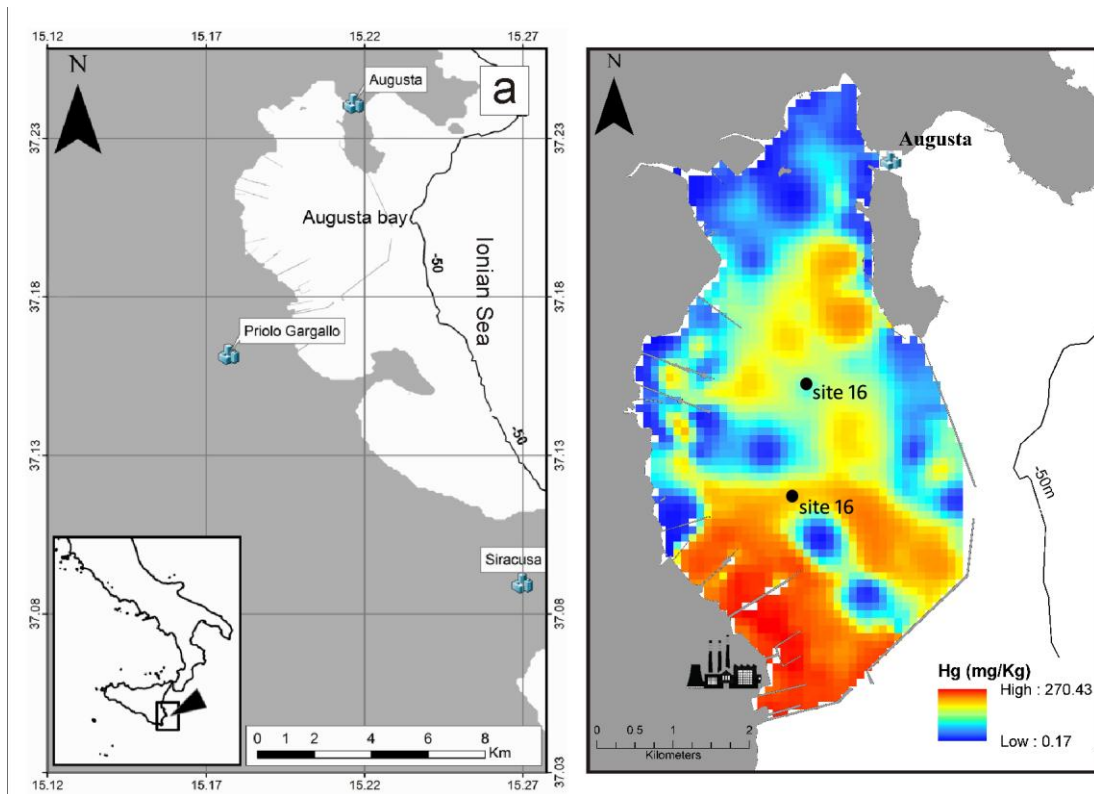 15.12 15.17 15.22 15.27
N
Augusta
a
37.23
37.23
Augusta bay
Ionian Sea
-50
37.18
37.18
Priolo Gargallo
37.13
37.13
-50
Siracusa
37.08
37.08
0 2 4 6 8
Km
37.03
15.12 15.17 15.22 15.27
N
Augusta
site 16
site 16
-50m
Hg (mg/Kg)
High : 270.43
Low : 0.17
0 0.5 1 2
Kilometers